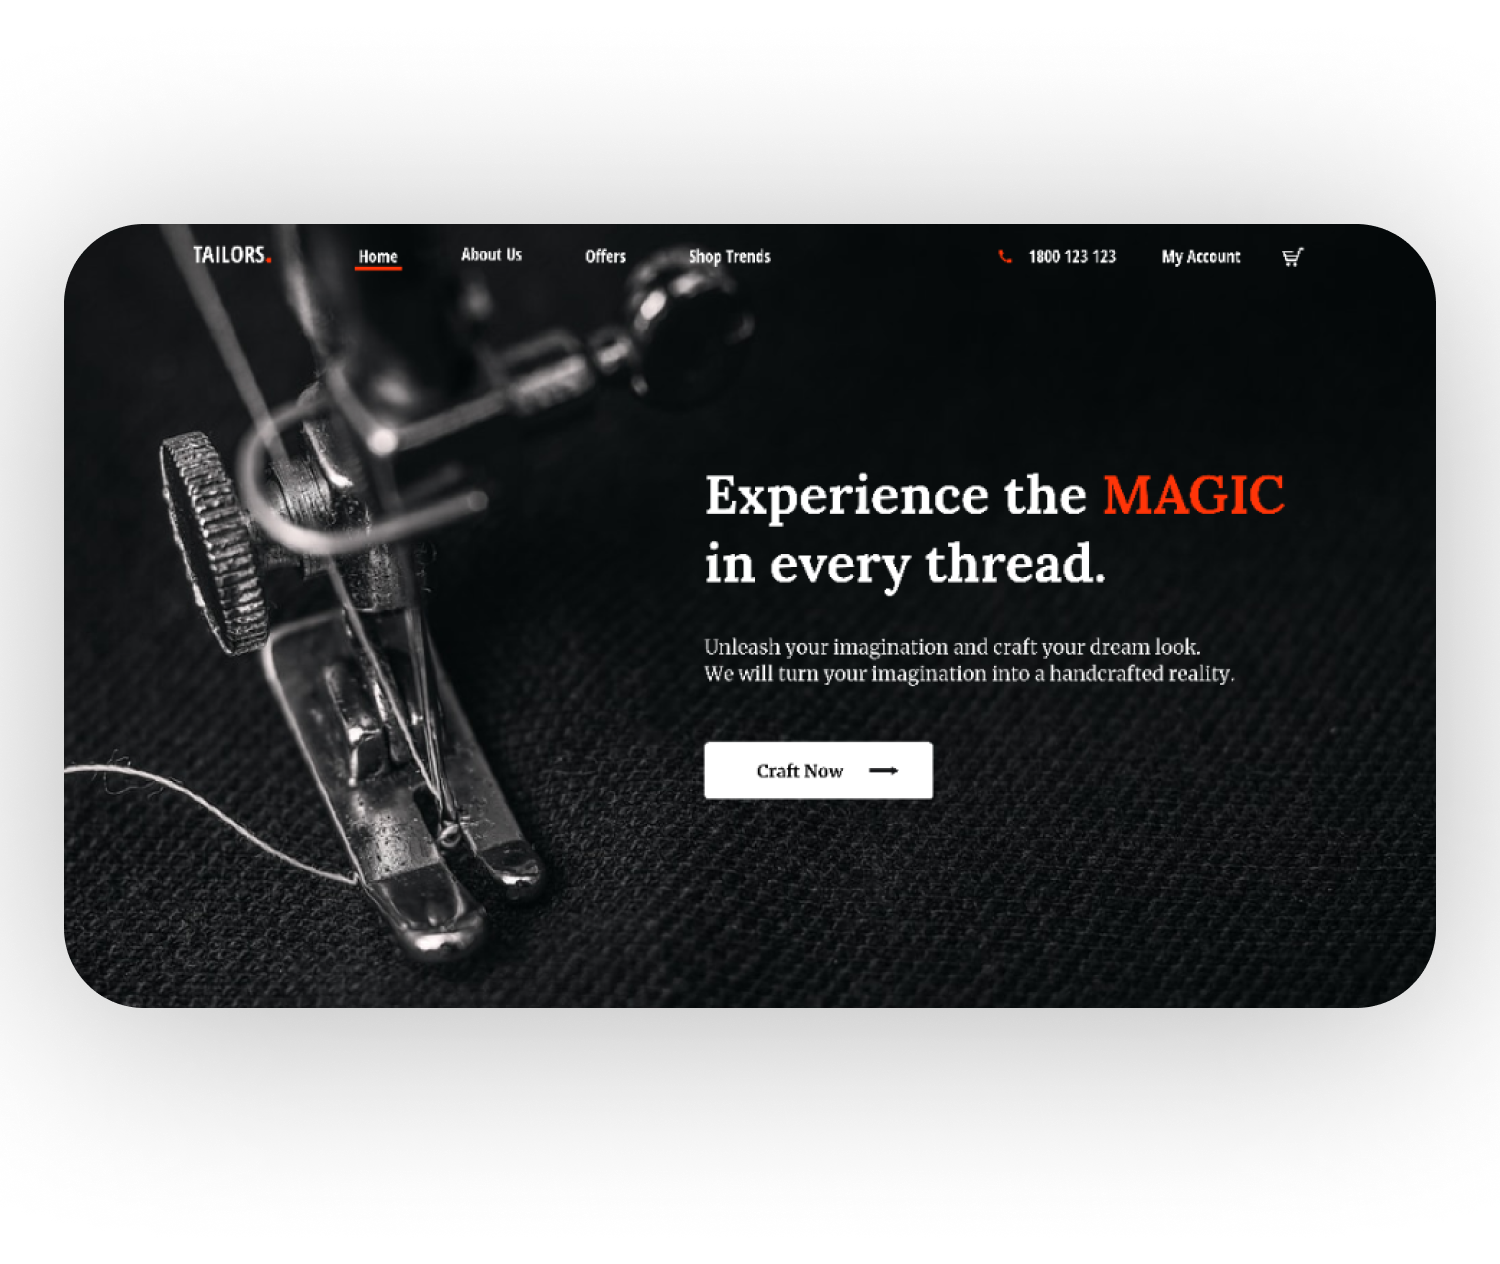 TAILORS.
Home
About Us
Offers
Shop Trends
1800 123 123
My Account
Experience the MAGIC
in every thread.
Unleash your imagination and craft your dream look.
We will turn your imagination into a handcrafted reality.
Craft Now